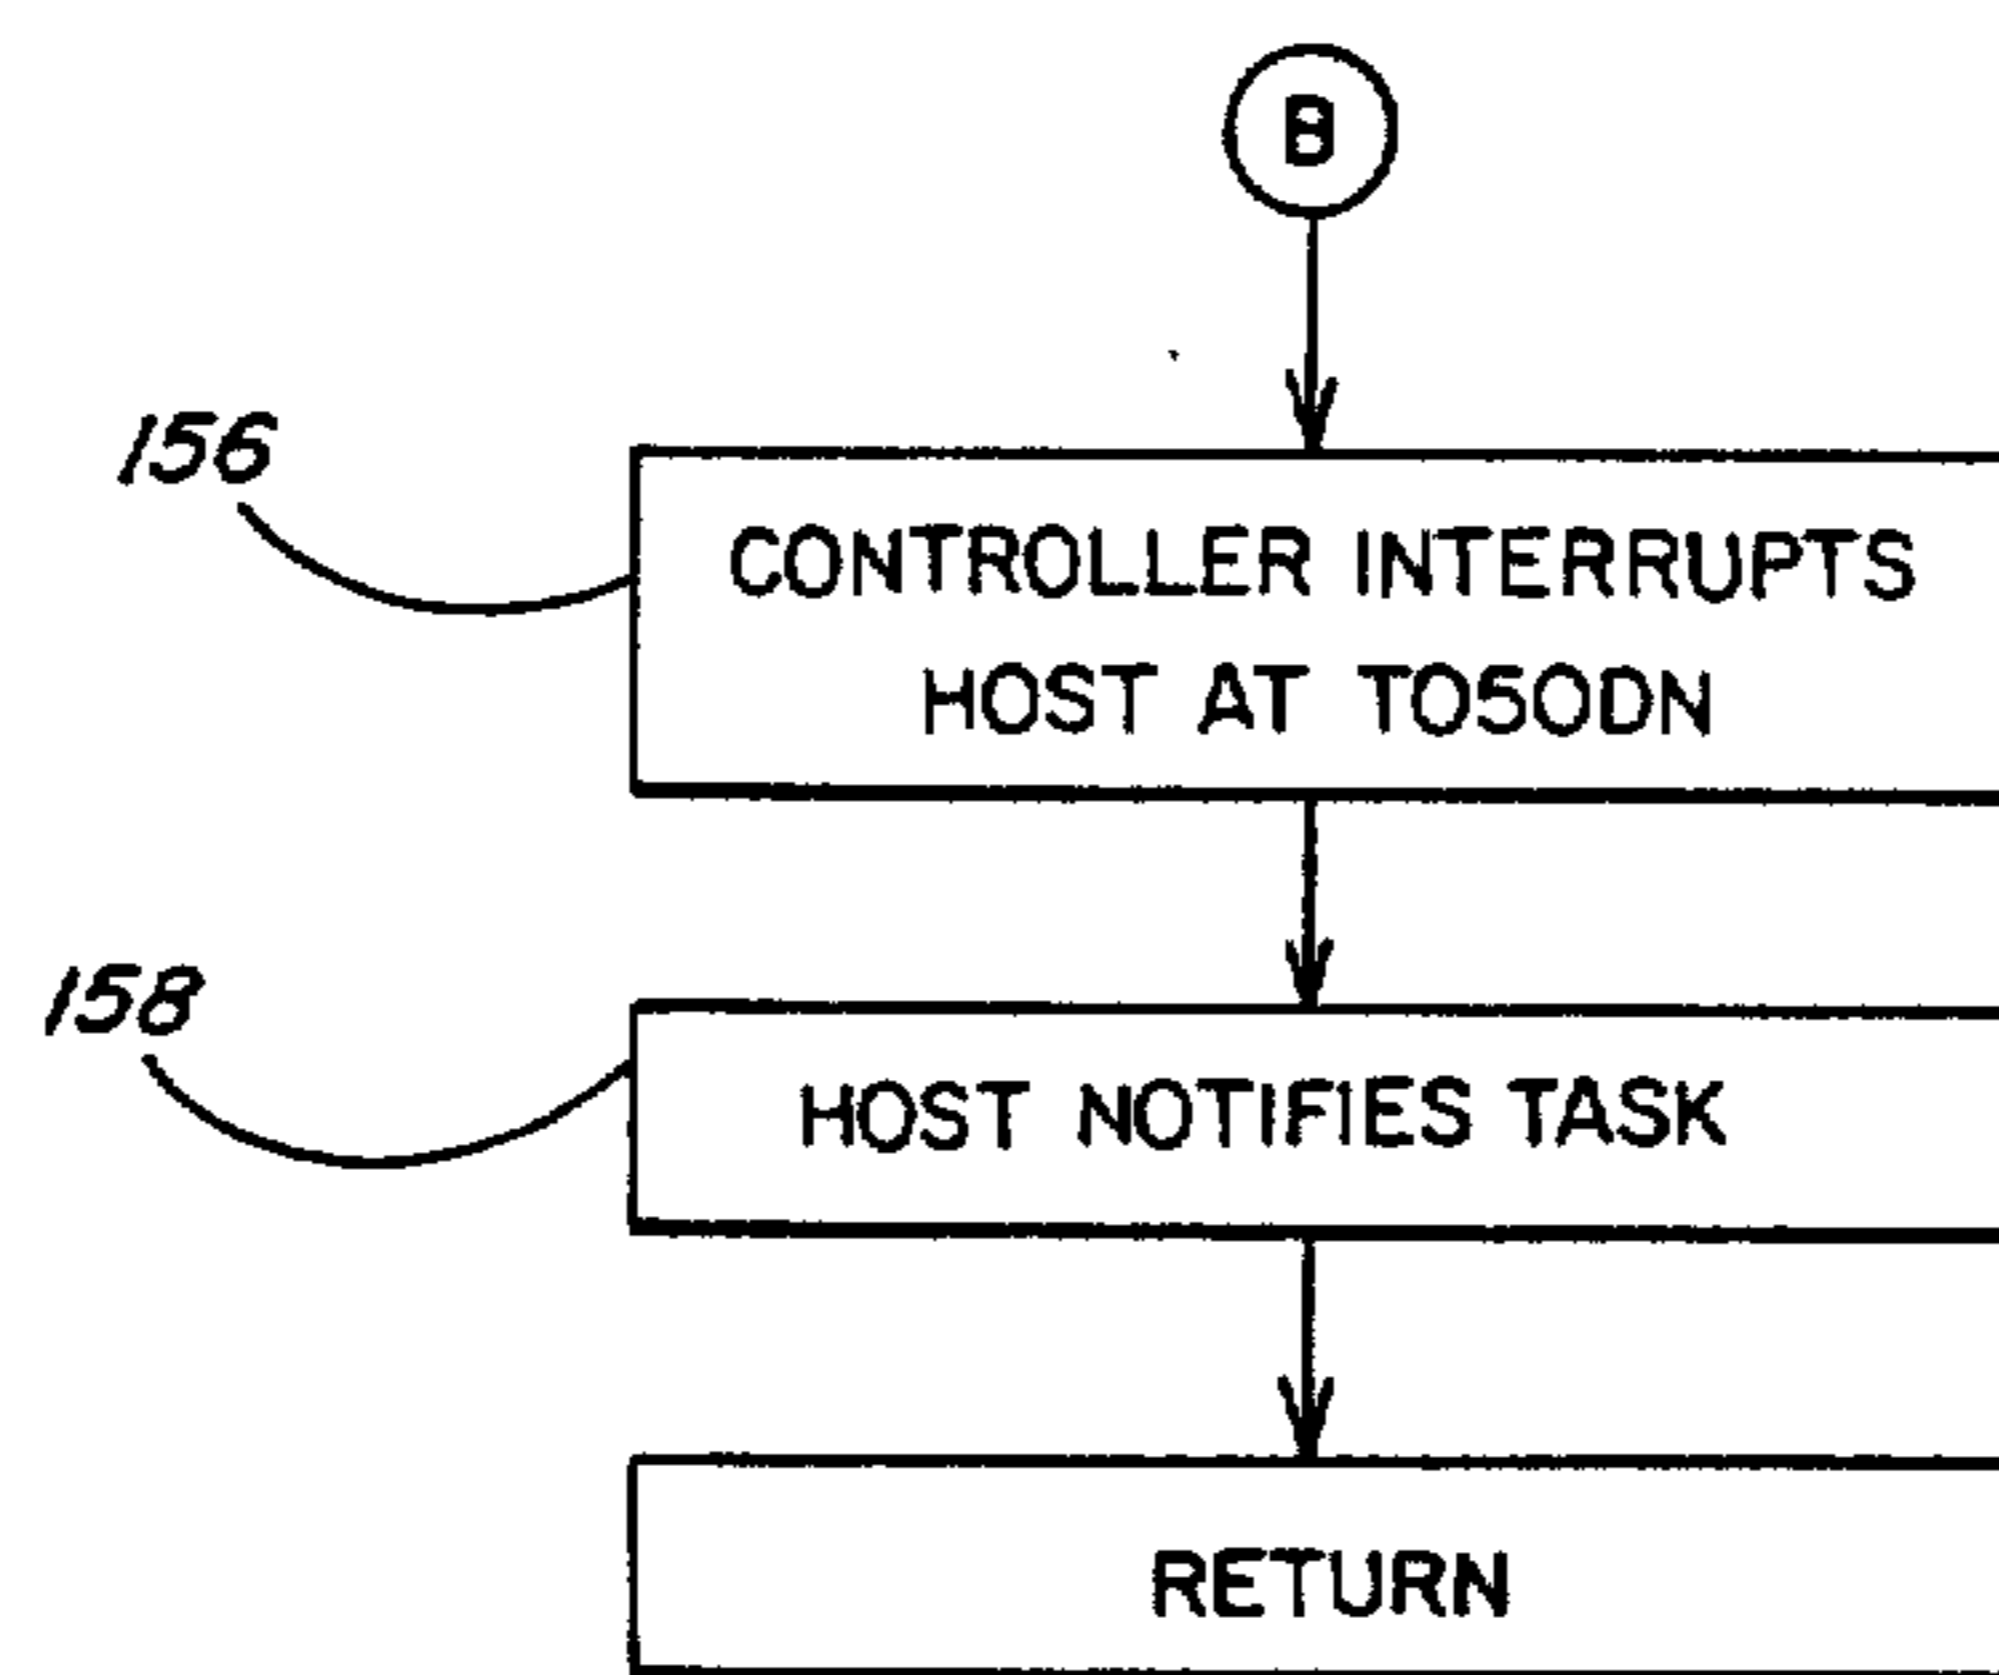 B
156
CONTROLLER INTERRUPTS
HOST AT TO50DN
158
HOST NOTIFIES TASK
RETURN